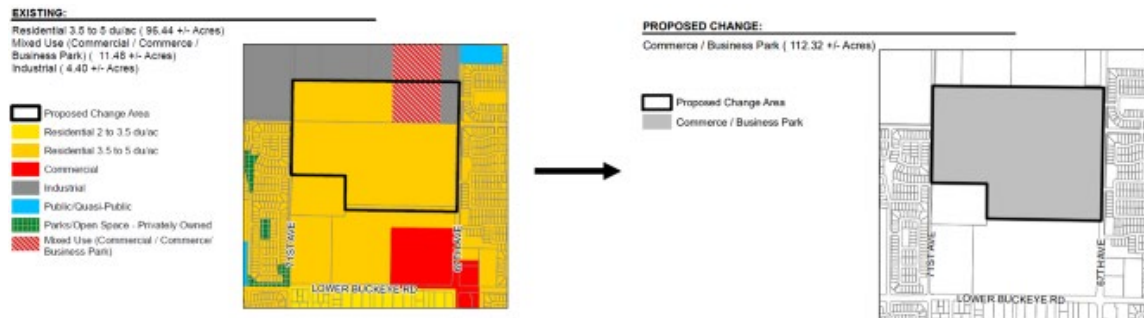 EXISTING:
Residential 3.5 to 5 du/ac ( 96.44 +/- Acres)
Mixed Use (Commercial / Commerce /
Business Park) ( 11.48 +/- Acres)
Industrial ( 4.40 +/- Acres)
Proposed Change Area
Residential 2 to 3.5 du/ac
Residential 3.5 to 5 du/ac
Commercial
Industrial
Public/Quasi-Public
Parks/Open Space - Privately Owned
Mixed Use (Commercial / Commerce/
Business Park)
71ST AVE
67TH AVE
LOWER BUCKEYE RD
PROPOSED CHANGE:
Commerce / Business Park ( 112.32 +/- Acres)
Proposed Change Area
Commerce / Business Park
71ST AVE
67TH AVE
LOWER BUCKEYE RD